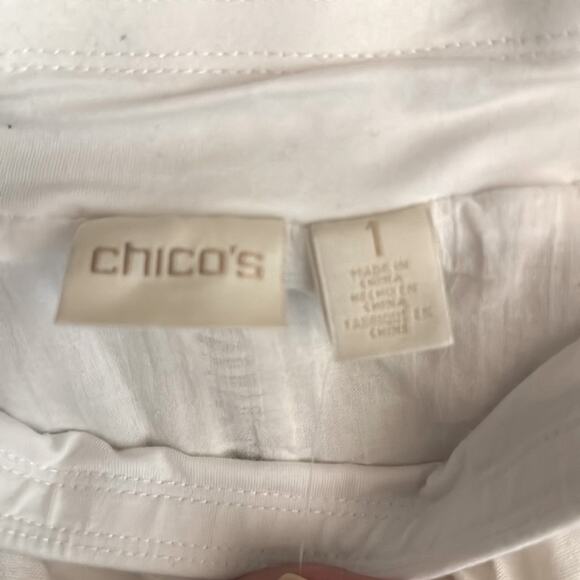 chico's
1
MADE IN
CHINA
HECHO EN
CHINA
FABRIQUÉ EN
CHINE